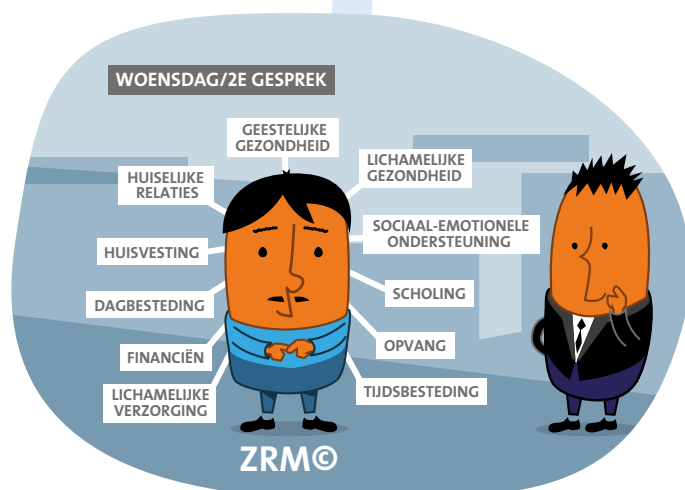 WOENSDAG/2E GESPREK
GEESTELIJKE
GEZONDHEID
LICHAMELIJKE
GEZONDHEID
HUISELIJKE
RELATIES
SOCIAAL-EMOTIONELE
ONDERSTEUNING
HUISVESTING
SCHOLING
DAGBESTEDING
OPVANG
FINANCIËN
TIJDSBESTEDING
LICHAMELIJKE
VERZORGING
ZRM©